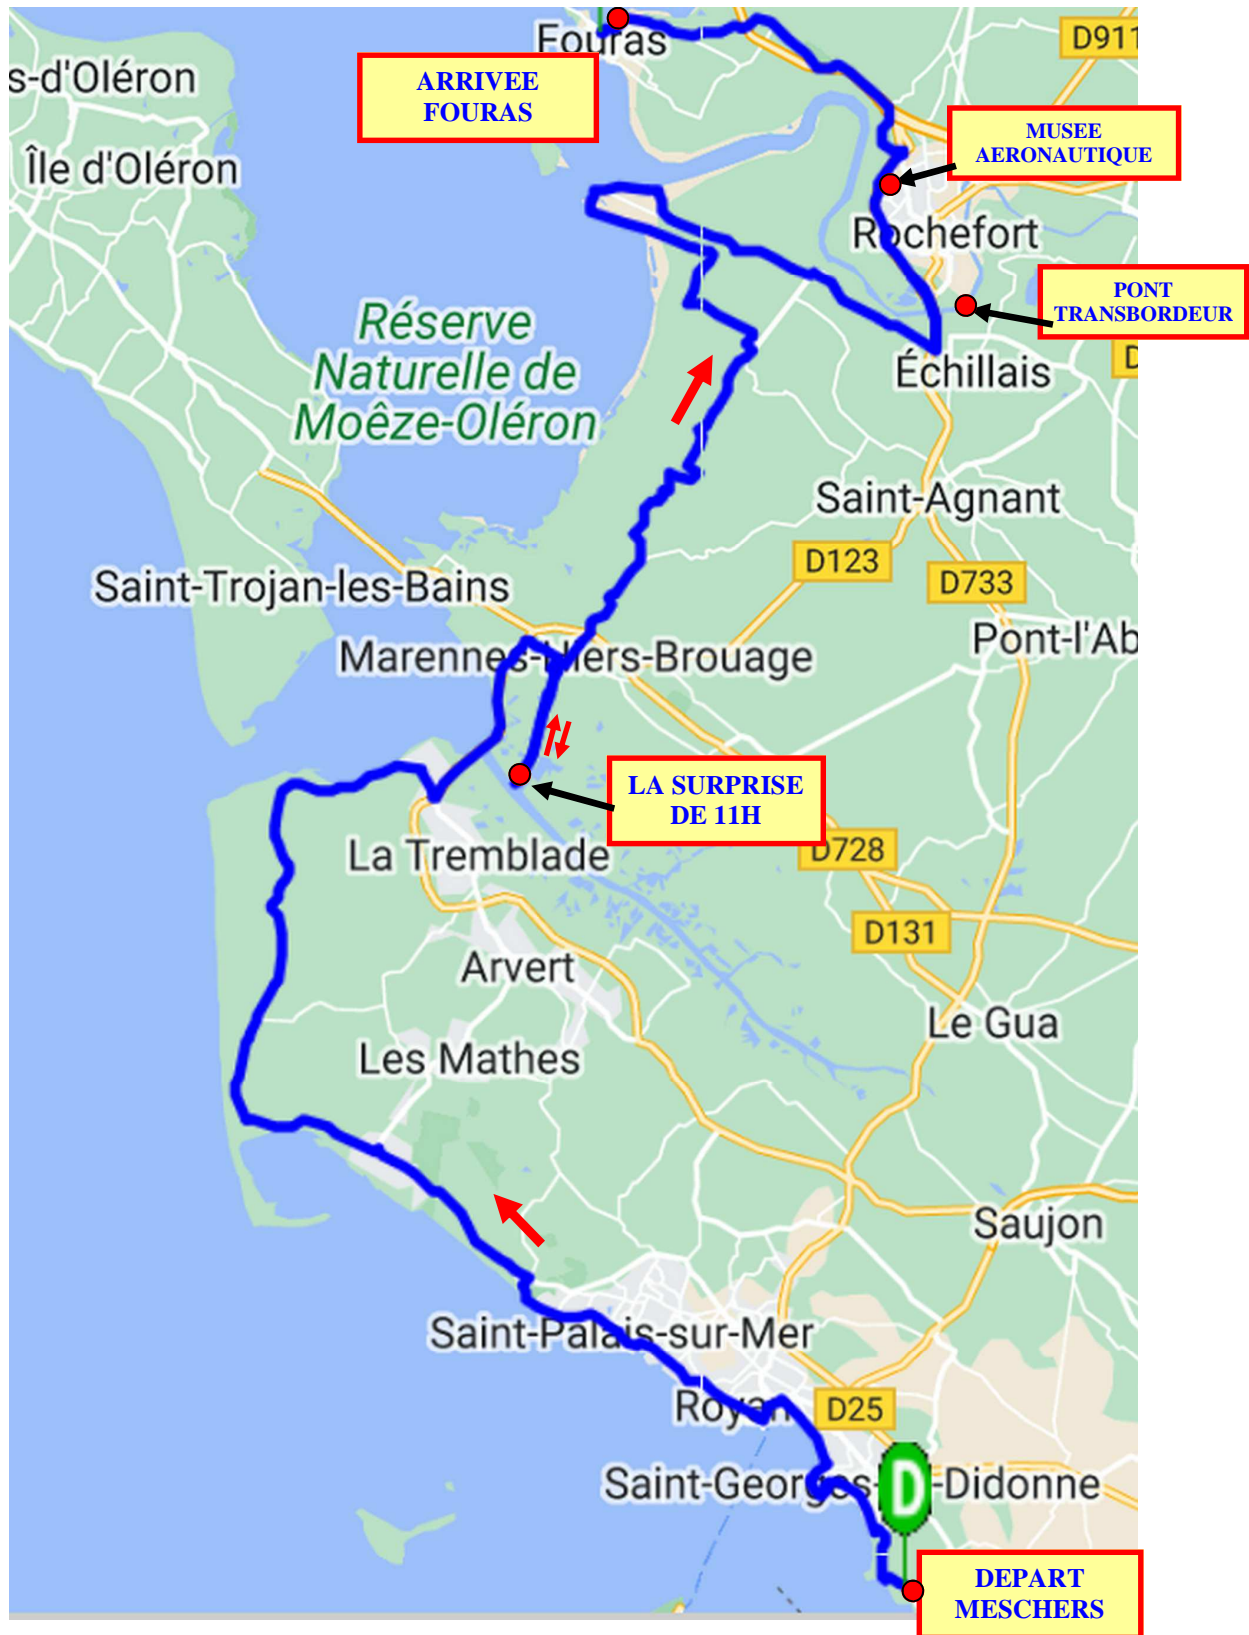 Fouras
D911
s-d'Oléron
ARRIVEE
FOURAS
MUSEE
AERONAUTIQUE
Île d'Oléron
Rochefort
PONT
TRANSBORDEUR
Réserve
Naturelle de
Moëze-Oléron
Échillais
D
Saint-Agnant
D123
D733
Saint-Trojan-les-Bains
Pont-l'Ab
Marennes-Hiers-Brouage
LA SURPRISE
DE 11H
La Tremblade
D728
D131
Arvert
Le Gua
Les Mathes
Saujon
Saint-Palais-sur-Mer
Royan
D25
Saint-Georges-
D
-Didonne
DEPART
MESCHERS